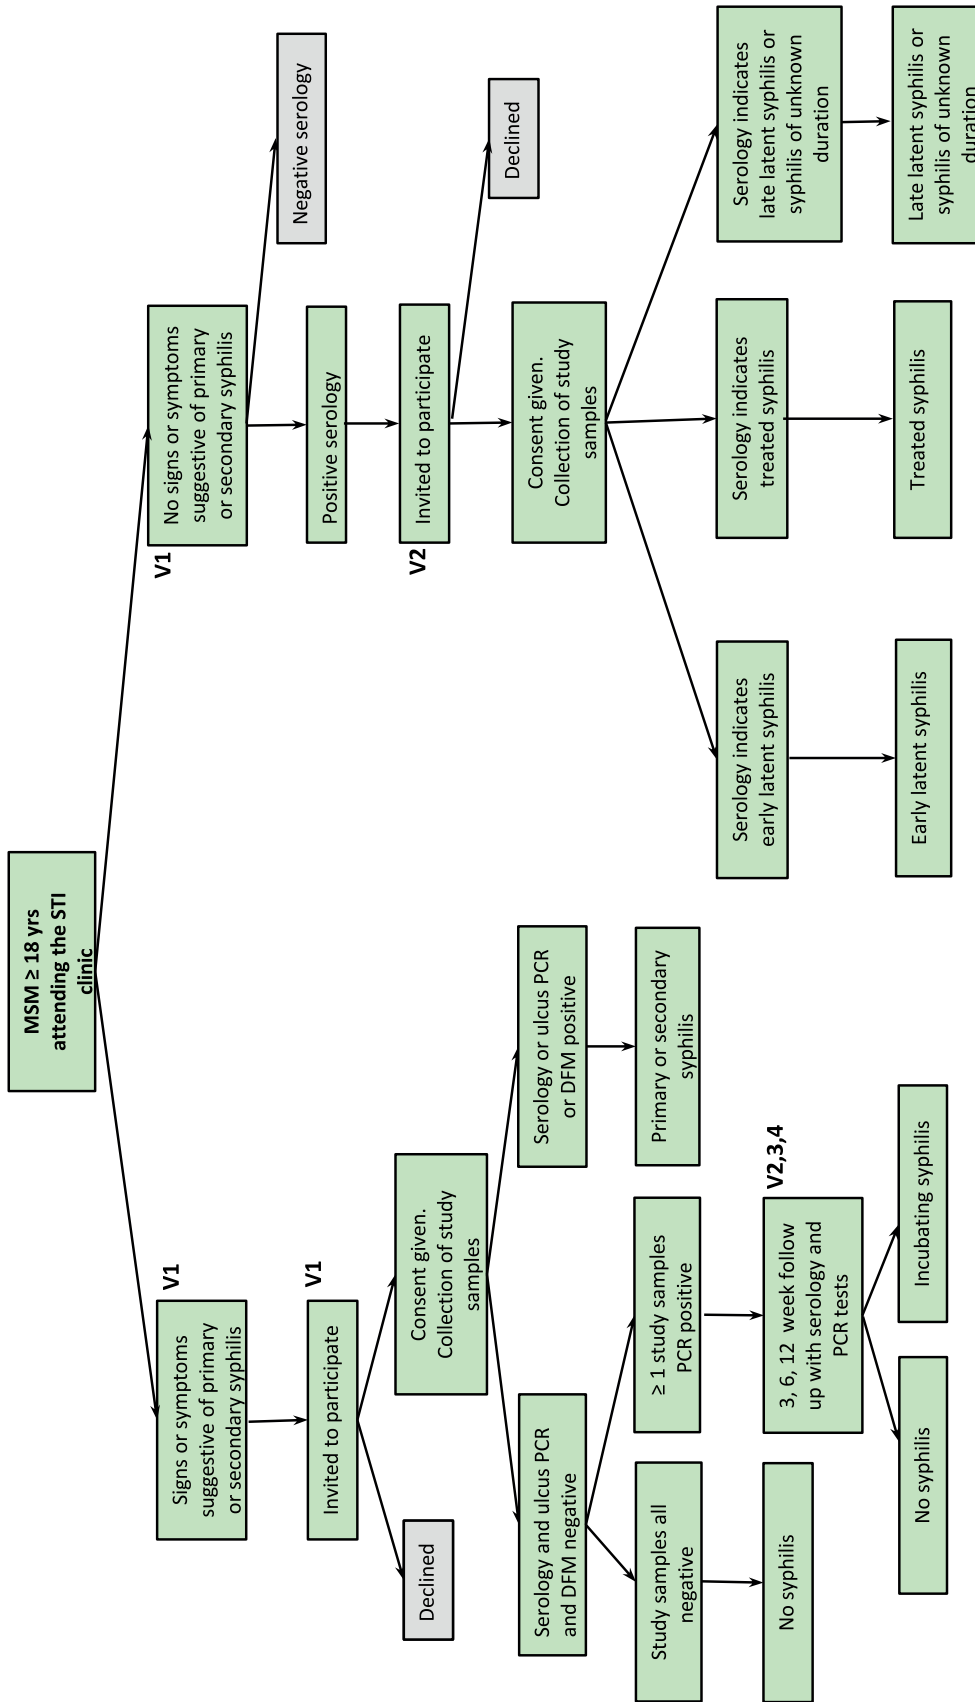 MSM ≥ 18 yrs
attending the STI
clinic
V1
Signs or symptoms
suggestive of primary
or secondary syphilis
V1
No signs or symptoms
suggestive of primary
or secondary syphilis
Negative serology
V1
Invited to participate
Positive serology
Declined
Consent given.
Collection of study
samples
V2
Invited to participate
Declined
Serology and ulcus PCR
and DFM negative
Serology or ulcus PCR
or DFM positive
Consent given.
Collection of study
samples
Study samples all
negative
≥ 1 study samples
PCR positive
Primary or secondary
syphilis
Serology indicates
early latent syphilis
Serology indicates
treated syphilis
Serology indicates
late latent syphilis or
syphilis of unknown
duration
No syphilis
3, 6, 12  week follow
up with serology and
PCR tests
V2,3,4
No syphilis
Incubating syphilis
Early latent syphilis
Treated syphilis
Late latent syphilis or
syphilis of unknown
duration